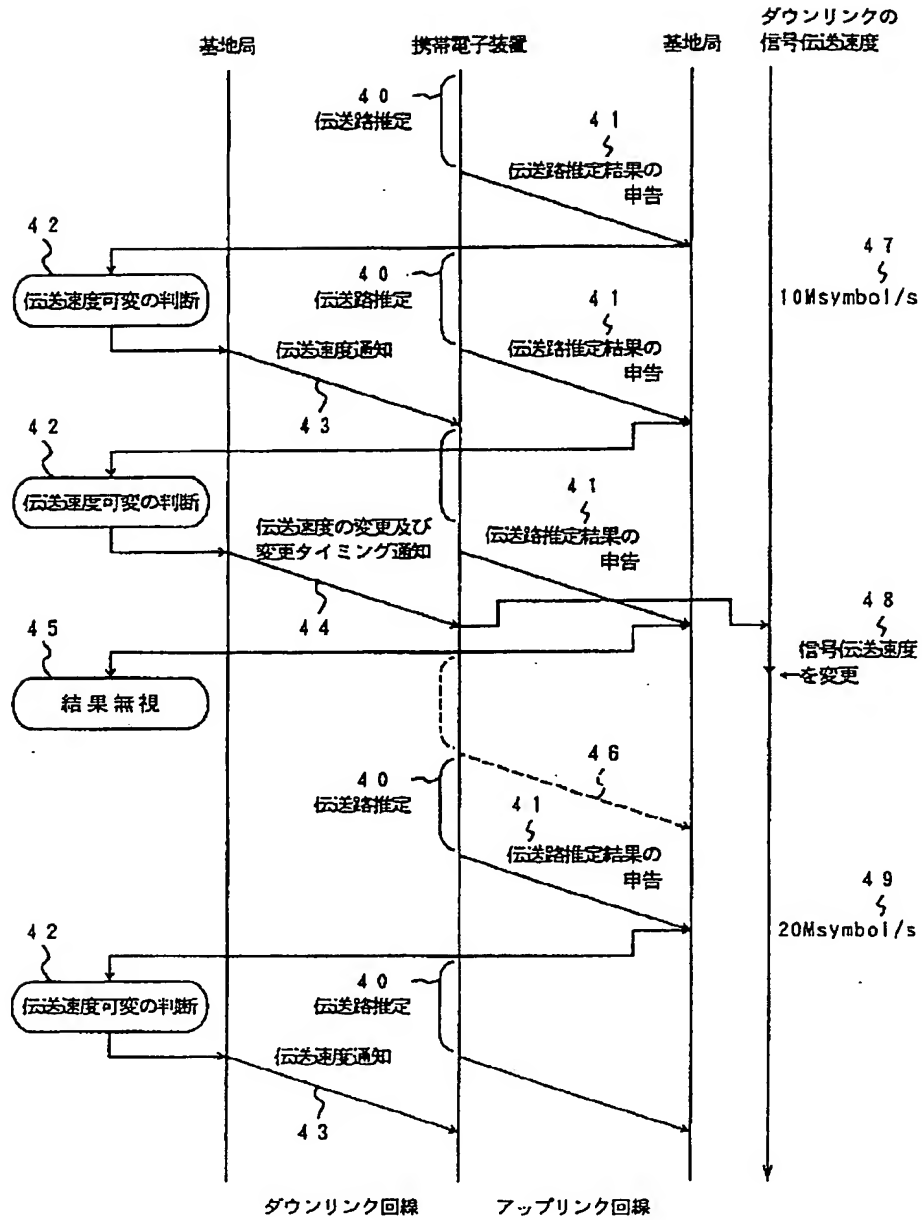 ダウンリンクの
信号伝送速度
基地局
携帯電子装置
基地局
40
伝送路推定
41
伝送路推定結果の
申告
42
伝送速度可変の判断
40
伝送路推定
41
伝送路推定結果の
申告
47
10Msymbol/s
伝送速度通知
43
42
伝送速度可変の判断
41
伝送路推定結果の
申告
伝送速度の変更及び
変更タイミング通知
44
45
結果無視
48
信号伝送速度
←を変更
46
40
伝送路推定
41
伝送路推定結果の
申告
49
20Msymbol/s
42
伝送速度可変の判断
40
伝送路推定
伝送速度通知
43
ダウンリンク回線
アップリンク回線